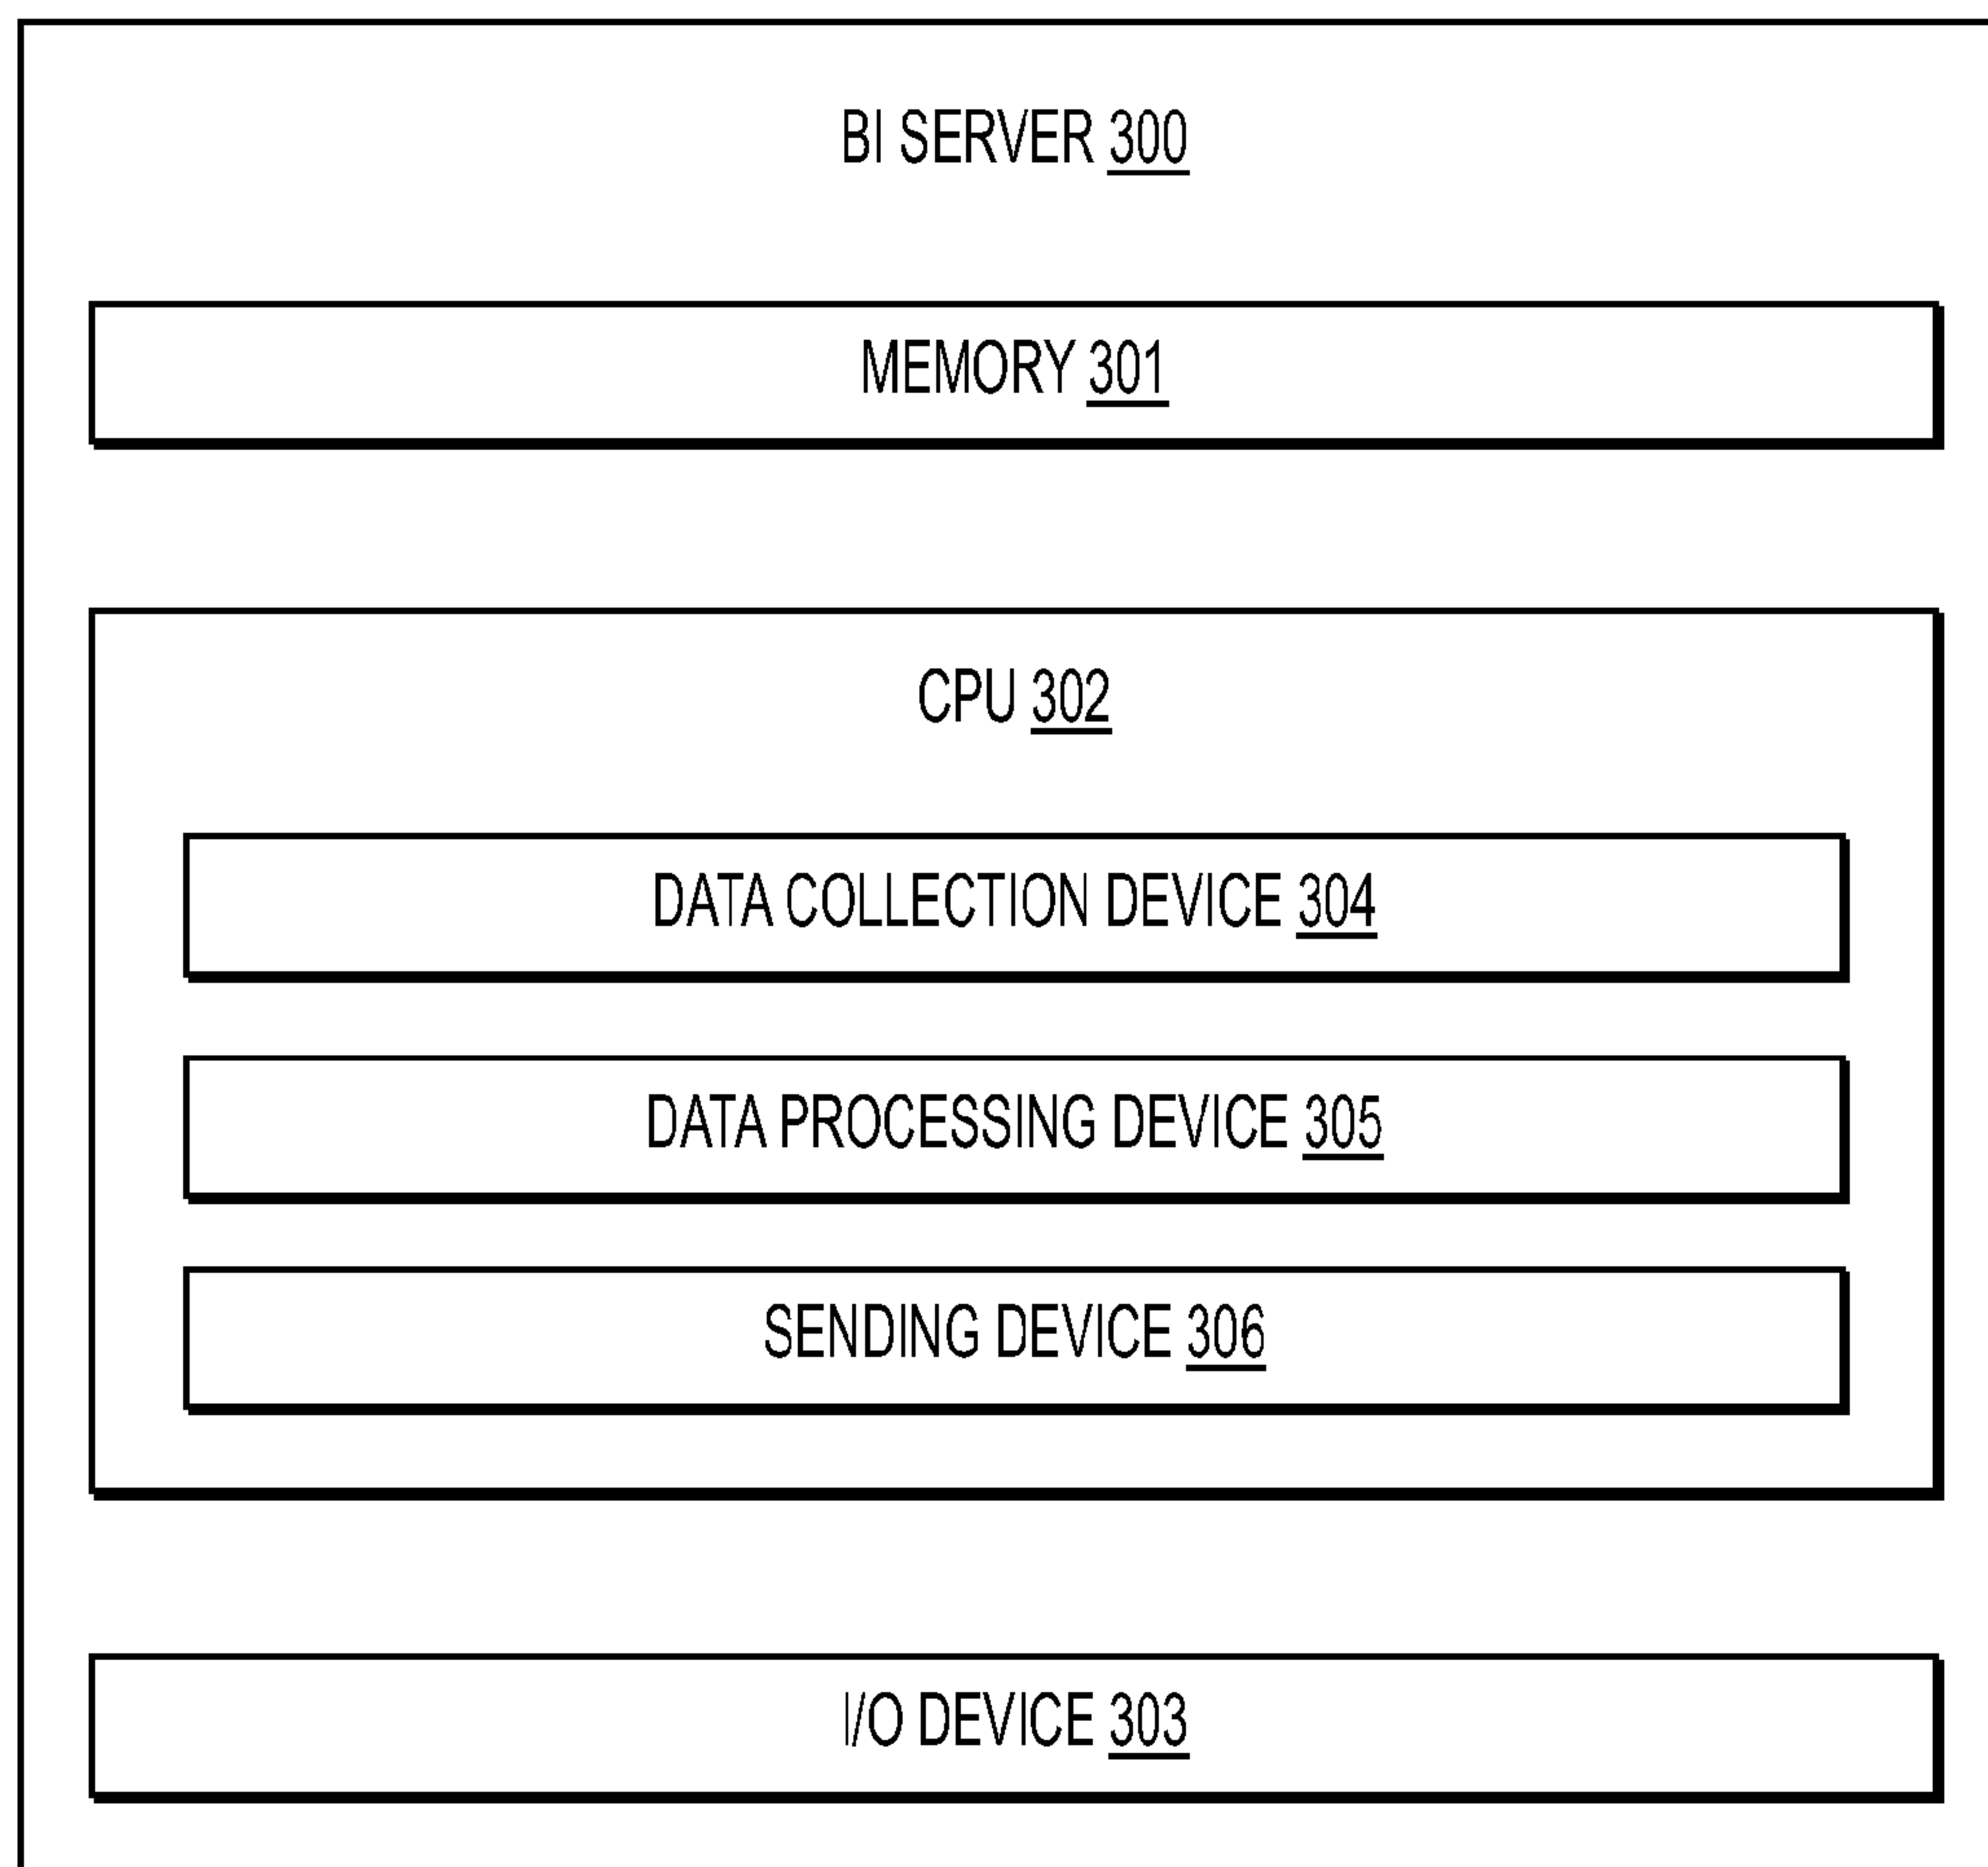 BI SERVER 300
MEMORY 301
CPU 302
DATA COLLECTION DEVICE 304
DATA PROCESSING DEVICE 305
SENDING DEVICE 306
I/O DEVICE 303